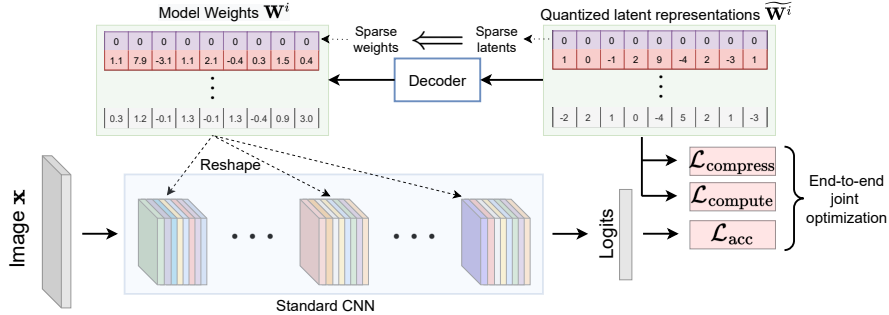 Model Weights W^i
Quantized latent representations \widetilde{W^i}
0 0 0 0 0 0 0 0 0
1.1 7.9 -3.1 1.1 2.1 -0.4 0.3 1.5 0.4
0.3 1.2 -0.1 1.3 -0.1 1.3 -0.4 0.9 3.0
Sparse weights
Sparse latents
Decoder
0 0 0 0 0 0 0 0 0
1 0 -1 2 9 -4 2 -3 1
-2 2 1 0 -4 5 2 1 -3
Reshape
Image x
Standard CNN
Logits
ℒ_compress
ℒ_compute
ℒ_acc
End-to-end
joint
optimization